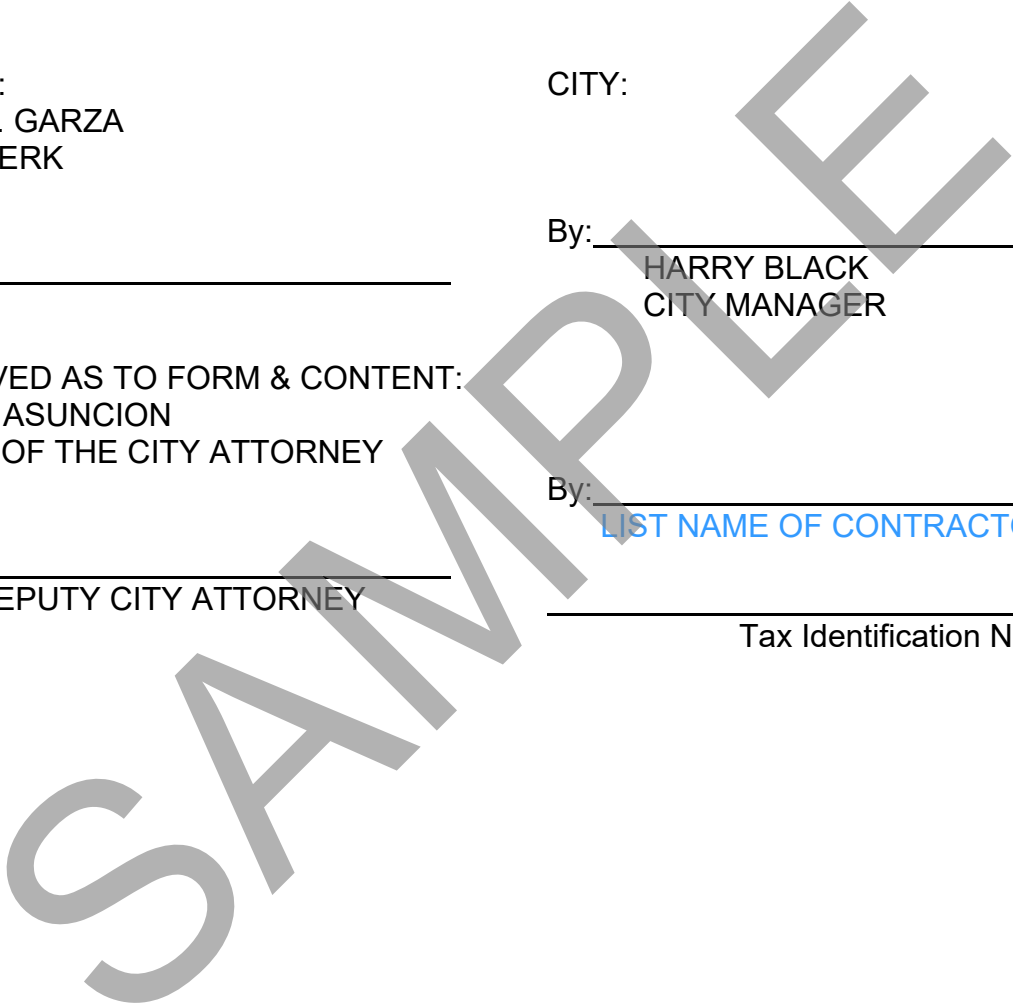 :
. GARZA
ERK
VED AS TO FORM & CONTENT:
ASUNCION
OF THE CITY ATTORNEY
EPUTY CITY ATTORNEY
CITY:
By:
HARRY BLACK
CITY MANAGER
By:
LIST NAME OF CONTRACTO
Tax Identification N
SAMPLE